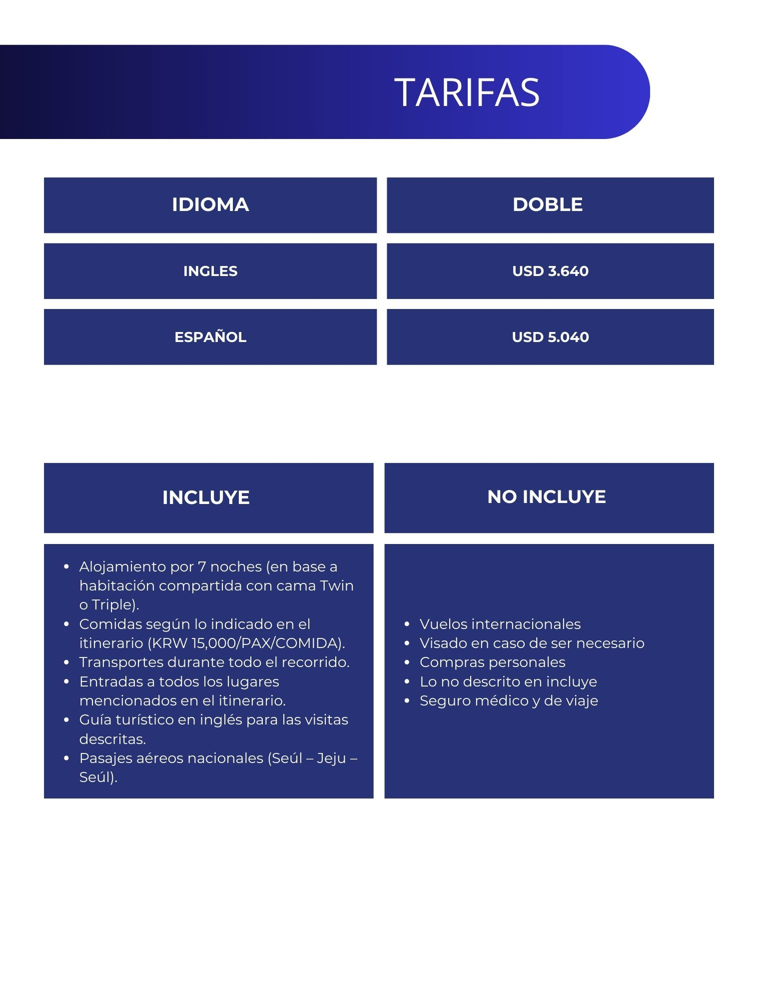 TARIFAS
IDIOMA
DOBLE
INGLES
USD 3.640
ESPAÑOL
USD 5.040
INCLUYE
NO INCLUYE
• Alojamiento por 7 noches (en base a
habitación compartida con cama Twin
o Triple).
• Comidas según lo indicado en el
itinerario (KRW 15,000/PAX/COMIDA).
• Transportes durante todo el recorrido.
• Entradas a todos los lugares
mencionados en el itinerario.
• Guía turístico en inglés para las visitas
descritas.
• Pasajes aéreos nacionales (Seúl – Jeju –
Seúl).
• Vuelos internacionales
• Visado en caso de ser necesario
• Compras personales
• Lo no descrito en incluye
• Seguro médico y de viaje